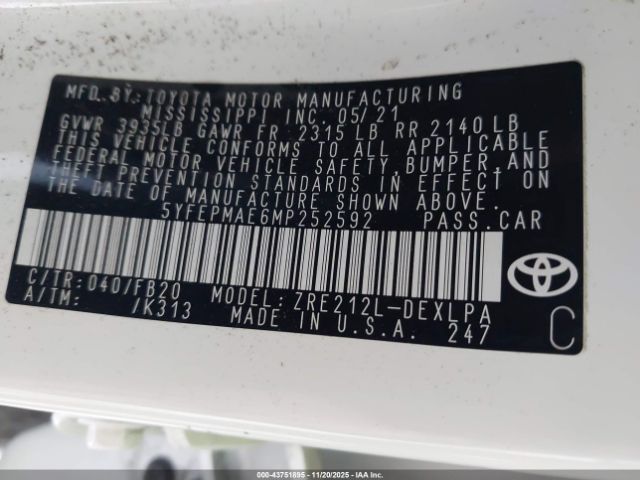 MFD. BY: TOYOTA MOTOR MANUFACTURING
MISSISSIPPI INC. 05/21
GVWR 3935LB GAWR FR 2315 LB RR 2140 LB
THIS VEHICLE CONFORMS TO ALL APPLICABLE
FEDERAL MOTOR VEHICLE SAFETY, BUMPER, AND
THEFT PREVENTION STANDARDS IN EFFECT ON
THE DATE OF MANUFACTURE SHOWN ABOVE.
5YFEPMAE6MP252592 PASS.CAR
C/TR: 040/FB20 MODEL: ZRE212L-DEXLPA
A/TM: /K313 MADE IN U.S.A. 247
C
000-43751895 - 11/20/2025 - IAA Inc.